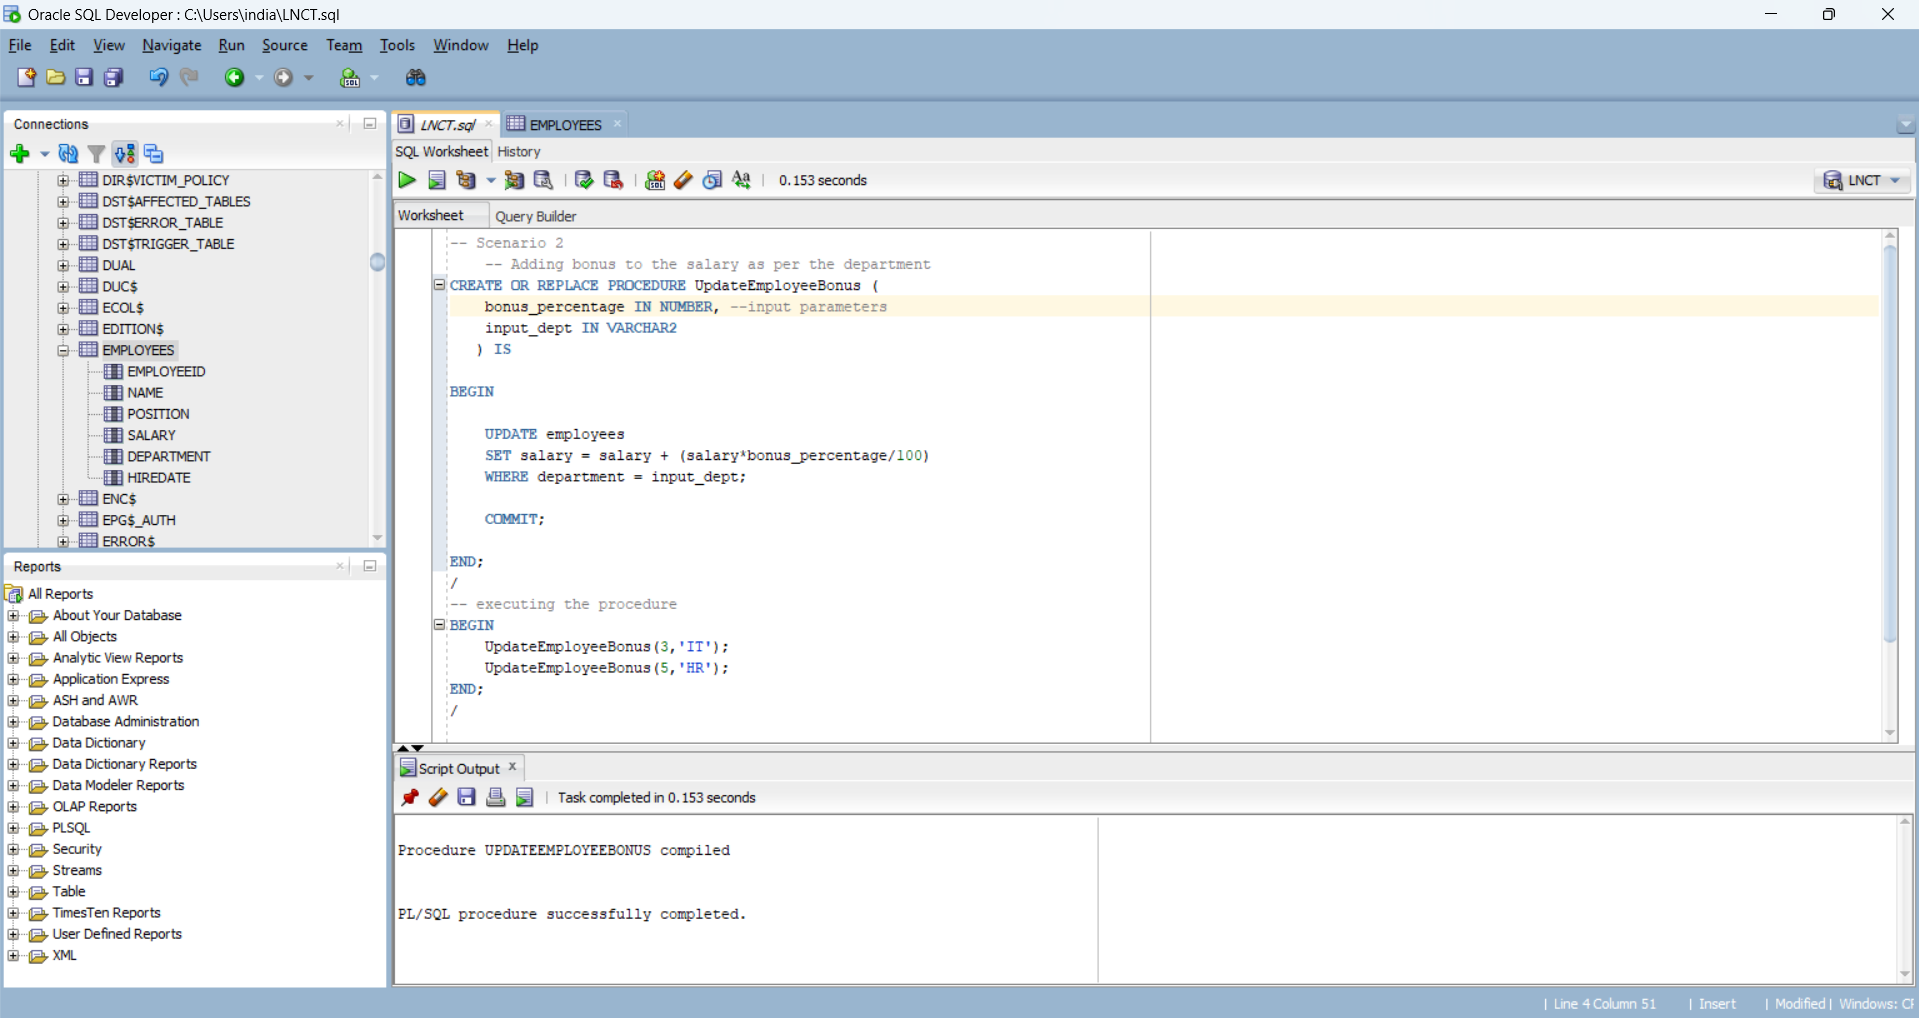 Oracle SQL Developer : C:\Users\india\LNCT.sql
File Edit View Navigate Run Source Team Tools Window Help
Connections
DIR$VICTIM_POLICY
DST$AFFECTED_TABLES
DST$ERROR_TABLE
DST$TRIGGER_TABLE
DUAL
DUC$
ECOL$
EDITION$
EMPLOYEES
EMPLOYEEID
NAME
POSITION
SALARY
DEPARTMENT
HIREDATE
ENC$
EPG$_AUTH
ERROR$
Reports
All Reports
About Your Database
All Objects
Analytic View Reports
Application Express
ASH and AWR
Database Administration
Data Dictionary
Data Dictionary Reports
Data Modeler Reports
OLAP Reports
PLSQL
Security
Streams
Table
TimesTen Reports
User Defined Reports
XML
LNCT.sql EMPLOYEES
SQL Worksheet History
0.153 seconds
LNCT
Worksheet Query Builder
-- Scenario 2
-- Adding bonus to the salary as per the department
CREATE OR REPLACE PROCEDURE UpdateEmployeeBonus (
bonus_percentage IN NUMBER, --input parameters
input_dept IN VARCHAR2
) IS
BEGIN
UPDATE employees
SET salary = salary + (salary*bonus_percentage/100)
WHERE department = input_dept;
COMMIT;
END;
/
-- executing the procedure
BEGIN
UpdateEmployeeBonus(3,'IT');
UpdateEmployeeBonus(5,'HR');
END;
/
Script Output
Task completed in 0.153 seconds
Procedure UPDATEEMPLOYEEBONUS compiled
PL/SQL procedure successfully completed.
| Line 4 Column 51 | Insert | Modified | Windows: